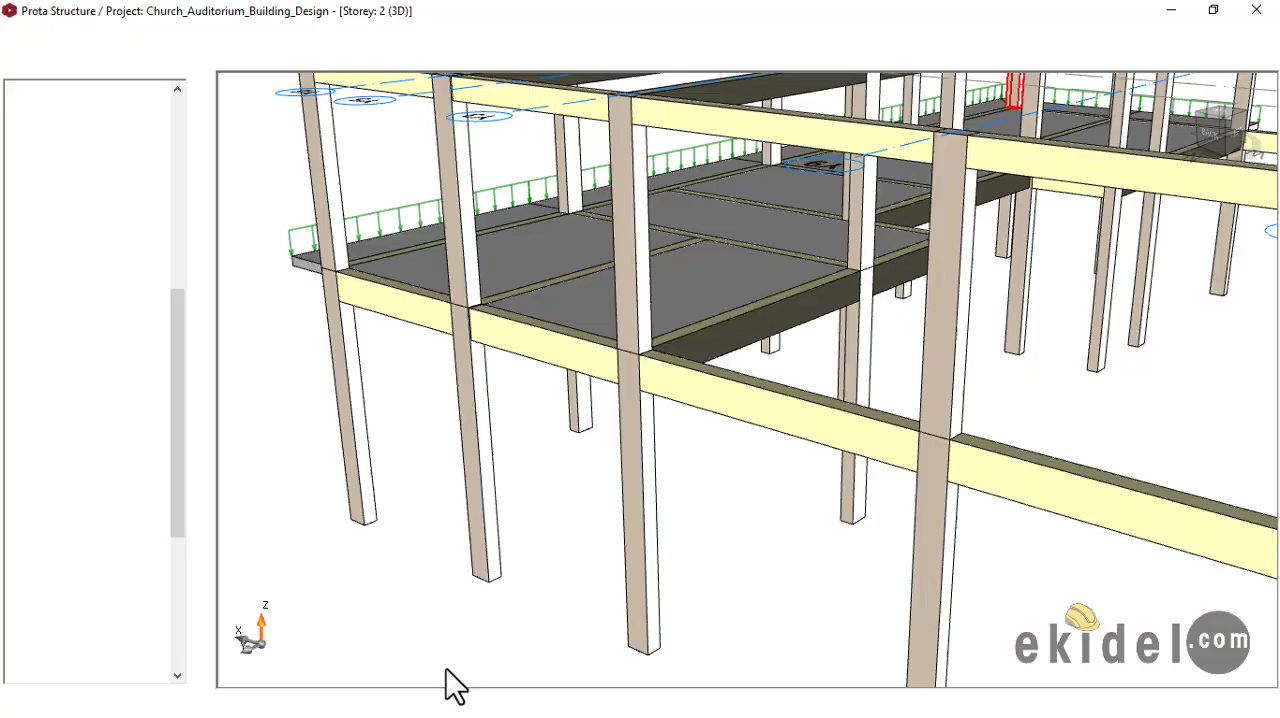 Prota Structure / Project: Church_Auditorium_Building_Design - [Storey: 2 (3D)]
Z
X
ekidel.com